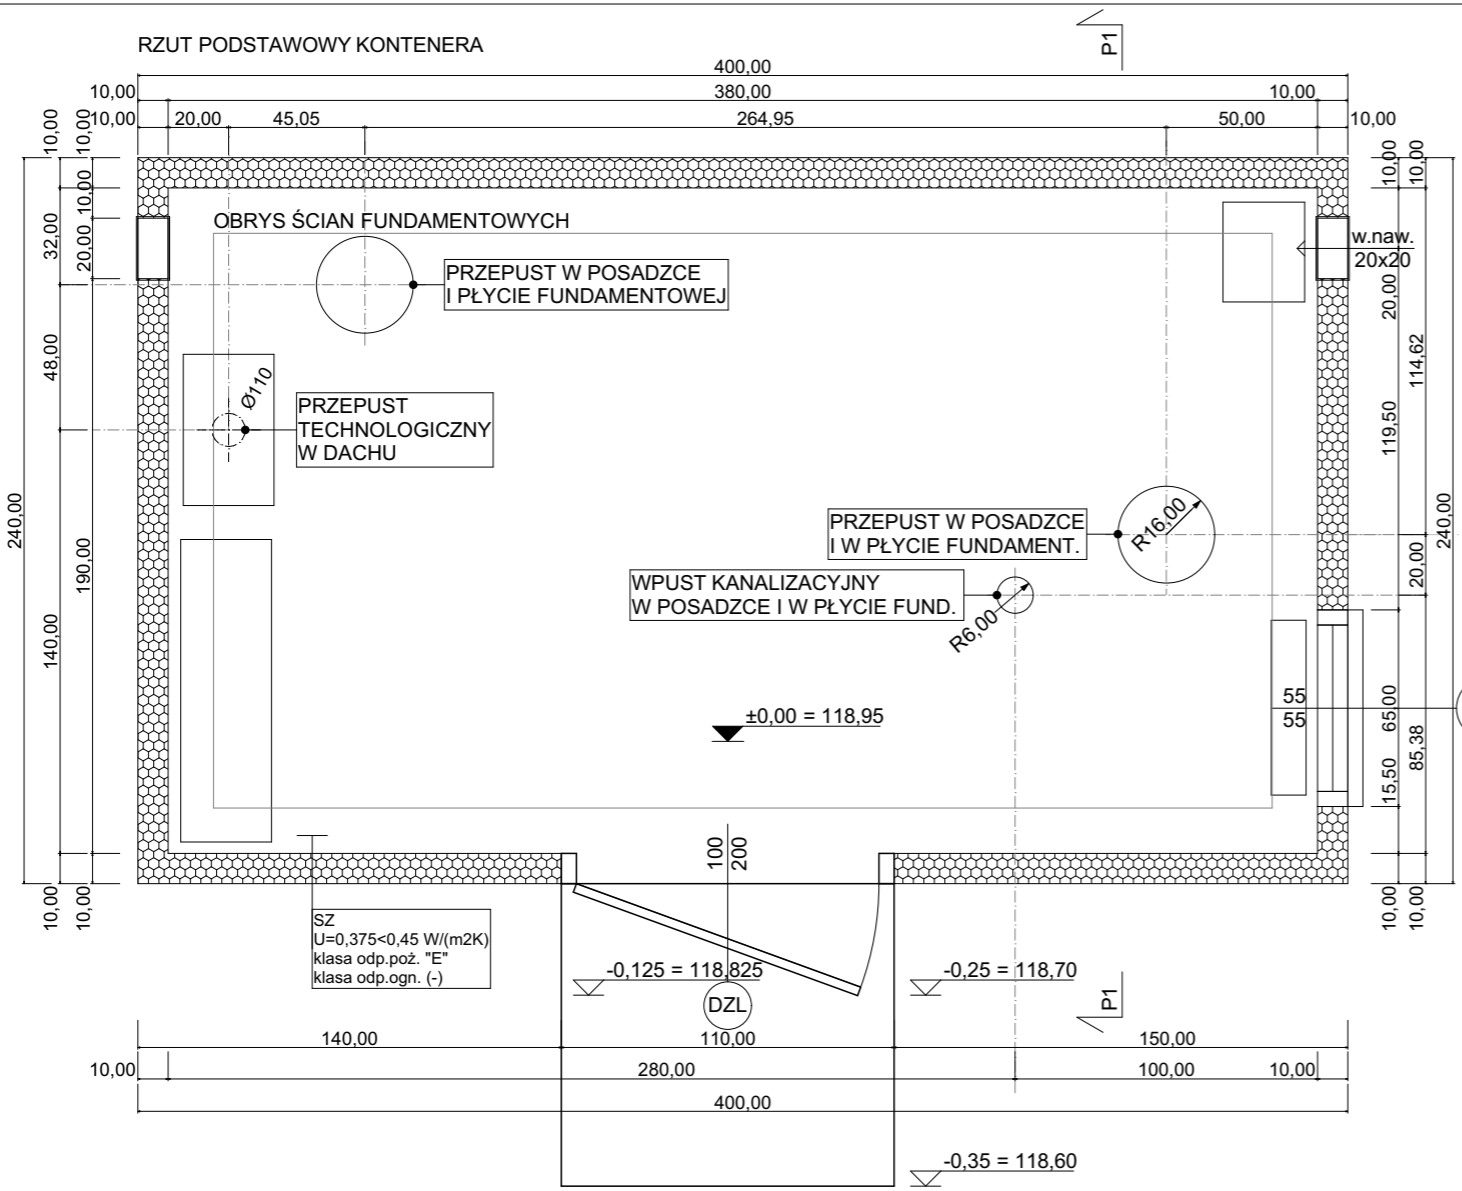 RZUT PODSTAWOWY KONTENERA
P1
400,00
10,00
380,00
10,00
10,00
20,00
45,05
264,95
50,00
10,00
10,00
10,00
10,00
10,00
32,00
10,00
20,00
48,00
190,00
140,00
240,00
10,00
10,00
OBRYS ŚCIAN FUNDAMENTOWYCH
PRZEPUST W POSADZCE
I PŁYCIE FUNDAMENTOWEJ
w.naw.
20x20
Ø110
PRZEPUST
TECHNOLOGICZNY
W DACHU
20,00
114,62
119,50
240,00
20,00
PRZEPUST W POSADZCE
I W PŁYCIE FUNDAMENT.
R16,00
WPUST KANALIZACYJNY
W POSADZCE I W PŁYCIE FUND.
R6,00
55
55
65,00
85,38
15,50
10,00
10,00
±0,00 = 118,95
100
200
SZ
U=0,375<0,45 W/(m2K)
klasa odp.poż. "E"
klasa odp.ogn. (-)
-0,125 = 118,825
-0,25 = 118,70
DZL
P1
140,00
110,00
150,00
10,00
280,00
100,00
10,00
400,00
-0,35 = 118,60